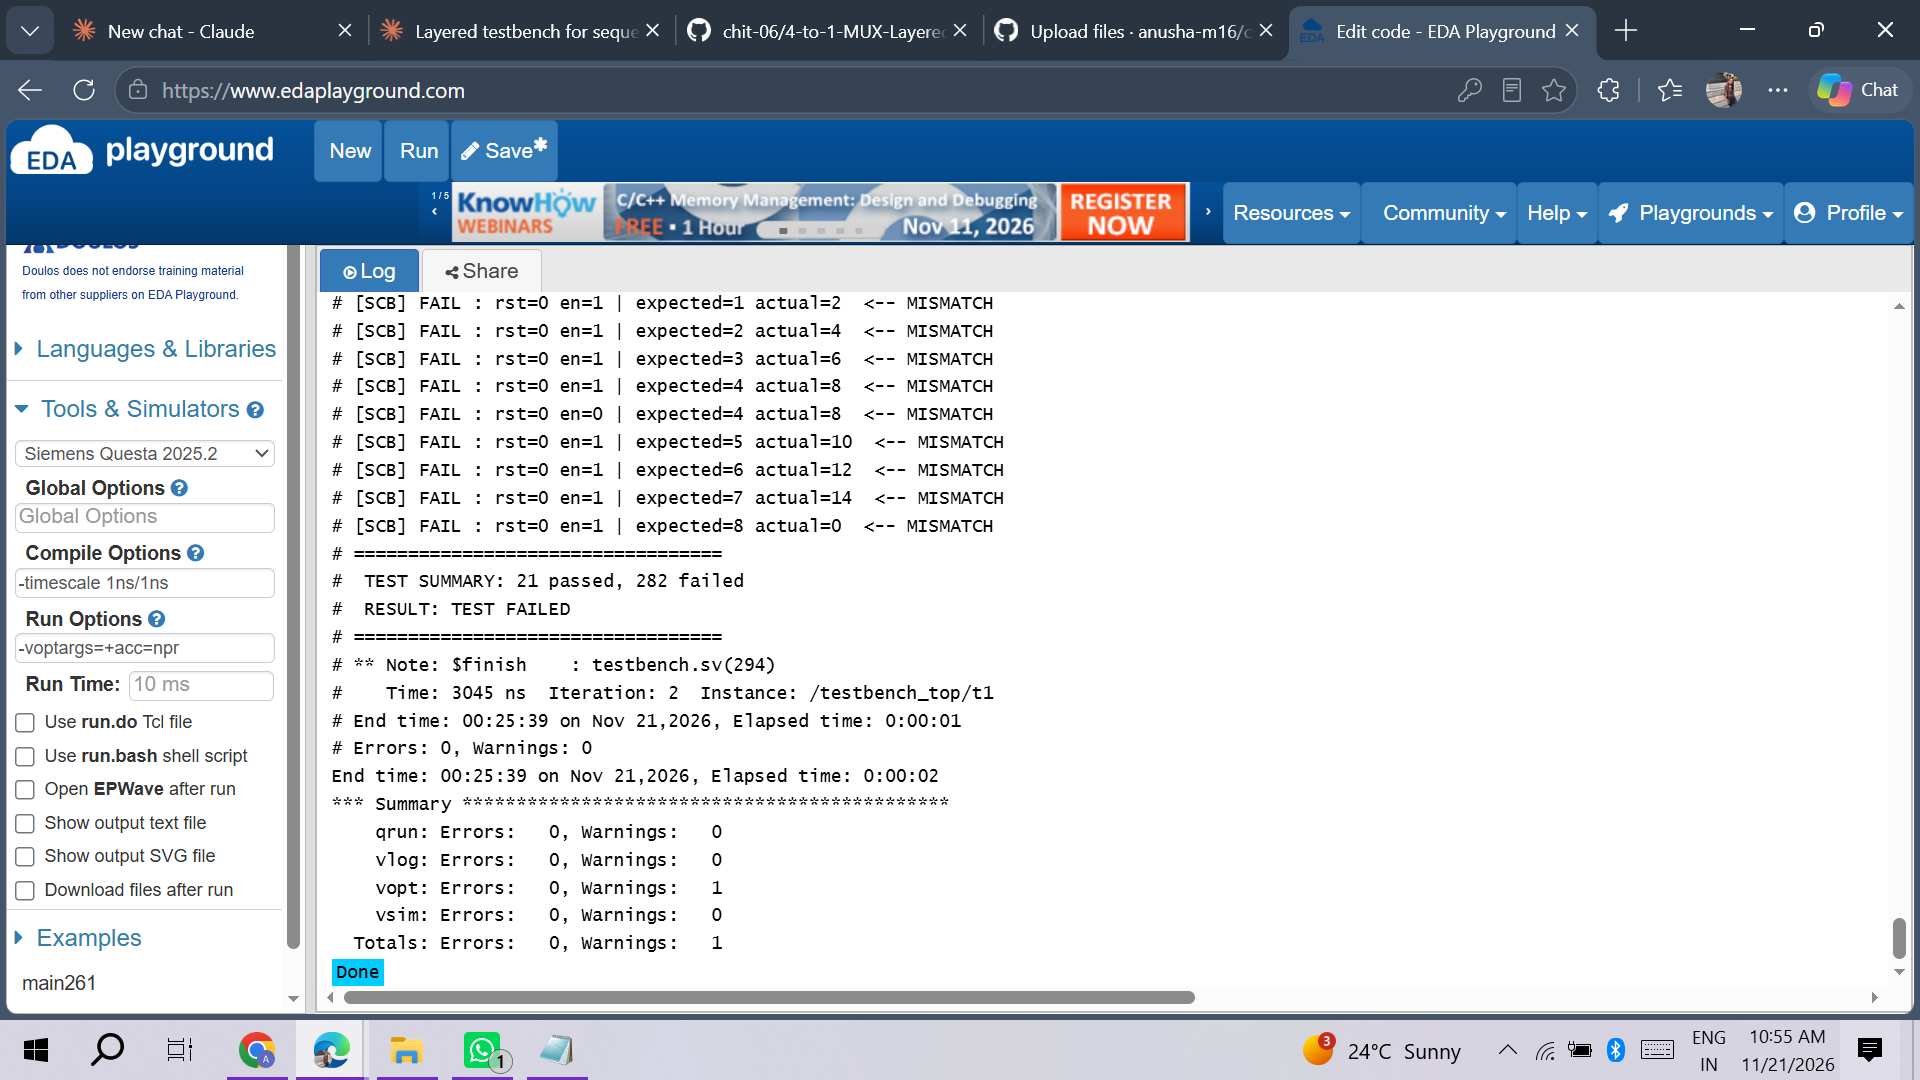 New chat - Claude
Layered testbench for seque
chit-06/4-to-1-MUX-Layere
Upload files · anusha-m16/c
Edit code - EDA Playground
https://www.edaplayground.com
Chat
EDA playground
New
Run
Save*
1/5
KnowHow WEBINARS
C/C++ Memory Management: Design and Debugging
FREE • 1 Hour
Nov 11, 2026
REGISTER NOW
Resources
Community
Help
Playgrounds
Profile
DOULOS
Doulos does not endorse training material
from other suppliers on EDA Playground.
Languages & Libraries
Tools & Simulators
Siemens Questa 2025.2
Global Options
Global Options
Compile Options
-timescale 1ns/1ns
Run Options
-voptargs=+acc=npr
Run Time: 10 ms
Use run.do Tcl file
Use run.bash shell script
Open EPWave after run
Show output text file
Show output SVG file
Download files after run
Examples
main261
Log
Share
# [SCB] FAIL : rst=0 en=1 | expected=1 actual=2  <-- MISMATCH
# [SCB] FAIL : rst=0 en=1 | expected=2 actual=4  <-- MISMATCH
# [SCB] FAIL : rst=0 en=1 | expected=3 actual=6  <-- MISMATCH
# [SCB] FAIL : rst=0 en=1 | expected=4 actual=8  <-- MISMATCH
# [SCB] FAIL : rst=0 en=0 | expected=4 actual=8  <-- MISMATCH
# [SCB] FAIL : rst=0 en=1 | expected=5 actual=10  <-- MISMATCH
# [SCB] FAIL : rst=0 en=1 | expected=6 actual=12  <-- MISMATCH
# [SCB] FAIL : rst=0 en=1 | expected=7 actual=14  <-- MISMATCH
# [SCB] FAIL : rst=0 en=1 | expected=8 actual=0  <-- MISMATCH
# ==================================
#  TEST SUMMARY: 21 passed, 282 failed
#  RESULT: TEST FAILED
# ==================================
# ** Note: $finish    : testbench.sv(294)
#    Time: 3045 ns  Iteration: 2  Instance: /testbench_top/t1
# End time: 00:25:39 on Nov 21,2026, Elapsed time: 0:00:01
# Errors: 0, Warnings: 0
End time: 00:25:39 on Nov 21,2026, Elapsed time: 0:00:02
*** Summary *********************************************
    qrun: Errors:   0, Warnings:   0
    vlog: Errors:   0, Warnings:   0
    vopt: Errors:   0, Warnings:   1
    vsim: Errors:   0, Warnings:   0
  Totals: Errors:   0, Warnings:   1
Done
1
3
24°C Sunny
ENG
IN
10:55 AM
11/21/2026